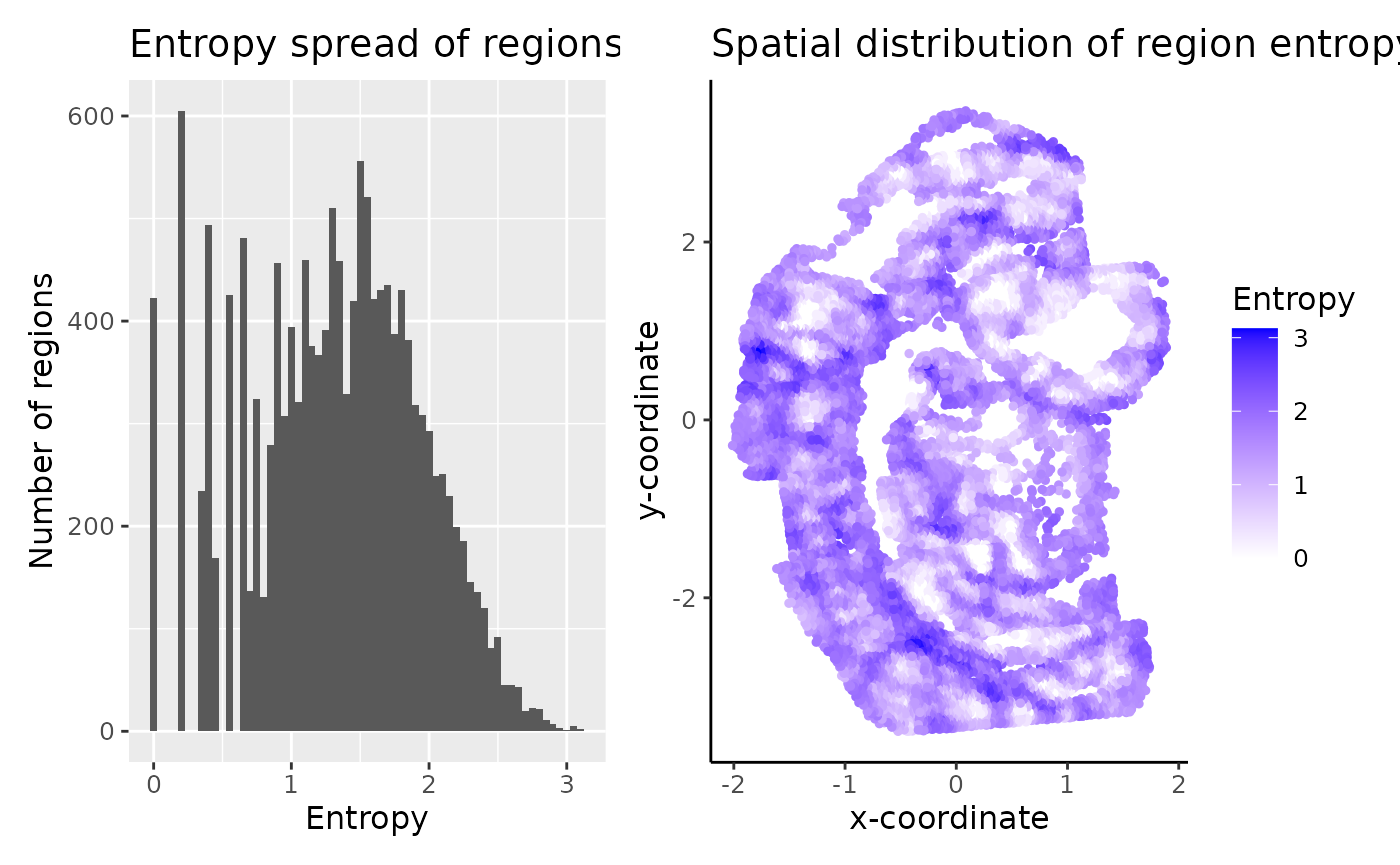 Entropy spread of regions
Number of regions
600
400
200
0
0 1 2 3
Entropy
Spatial distribution of region entropy
y-coordinate
2
0
-2
-2 -1 0 1 2
x-coordinate
Entropy
3
2
1
0